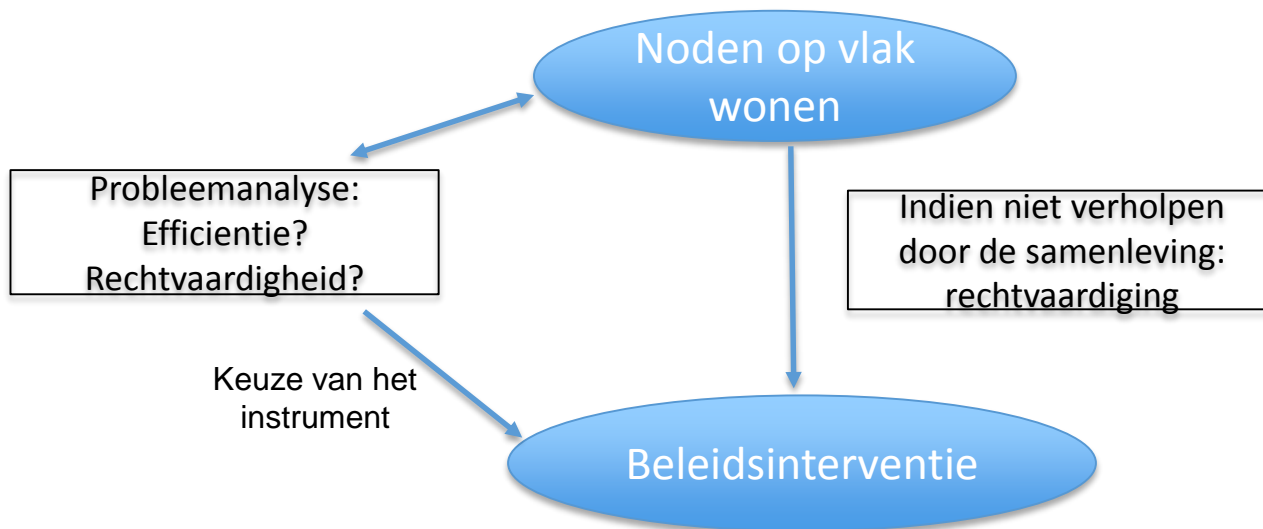 Noden op vlak
wonen
Probleemanalyse:
Efficientie?
Rechtvaardigheid?
Indien niet verholpen
door de samenleving:
rechtvaardiging
Keuze van het
instrument
Beleidsinterventie